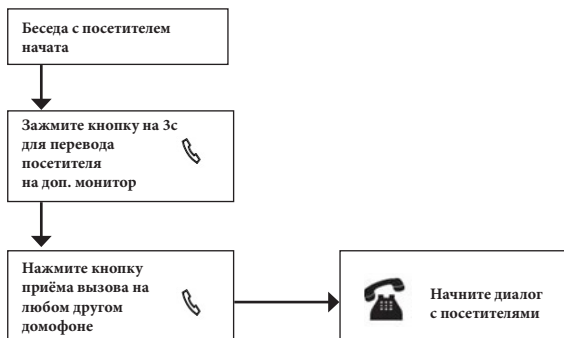 Беседа с посетителем
начата
Зажмите кнопку на 3с
для перевода
посетителя
на доп. монитор
Нажмите кнопку
приёма вызова на
любом другом
домофоне
Начните диалог
с посетителями